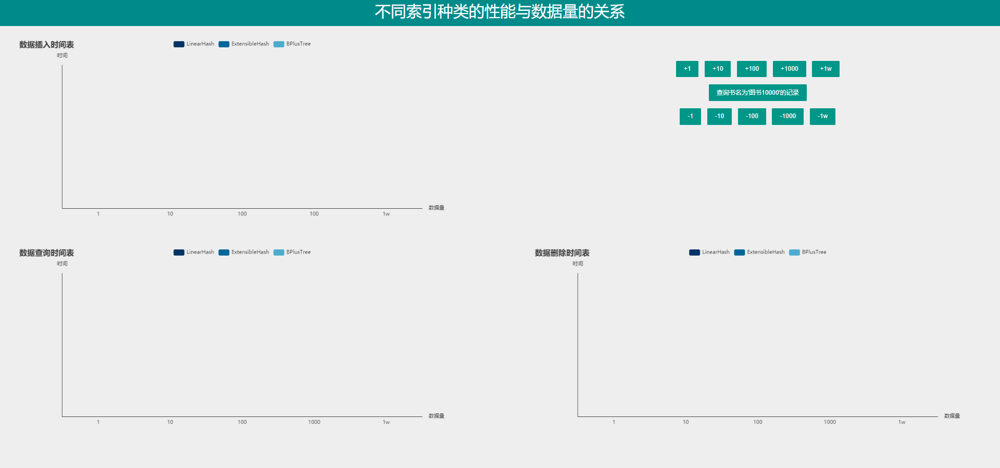 不同索引种类的性能与数据量的关系
数据插入时间表
LinearHash ExtensibleHash BPlusTree
时间
1 10 100 100 1w
数据量
+1 +10 +100 +1000 +1w
查询书名为'图书10000'的记录
-1 -10 -100 -1000 -1w
数据查询时间表
LinearHash ExtensibleHash BPlusTree
时间
1 10 100 1000 1w
数据量
数据删除时间表
LinearHash ExtensibleHash BPlusTree
时间
1 10 100 1000 1w
数据量